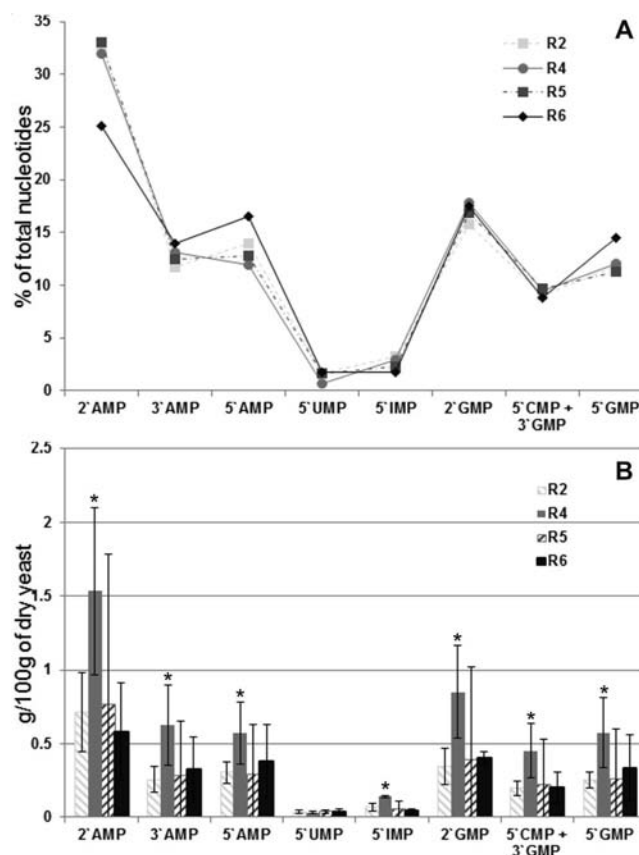 35
30
25
20
15
10
5
0
% of total nucleotides
A
R2
R4
R5
R6
2`AMP 3`AMP 5`AMP 5`UMP 5`IMP 2`GMP 5`CMP + 5`GMP
3`GMP
2.5
2
1.5
1
0.5
0
g/100g of dry yeast
B
R2
R4
R5
R6
*
* * * * * *
2`AMP 3`AMP 5`AMP 5`UMP 5`IMP 2`GMP 5`CMP + 5`GMP
3`GMP